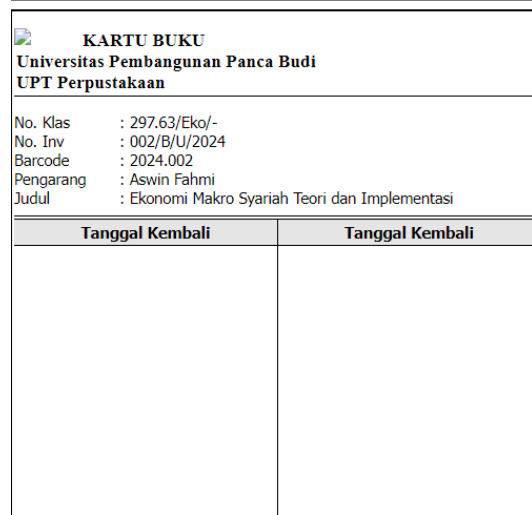 KARTU BUKU
Universitas Pembangunan Panca Budi
UPT Perpustakaan
No. Klas : 297.63/Eko/-
No. Inv : 002/B/U/2024
Barcode : 2024.002
Pengarang : Aswin Fahmi
Judul : Ekonomi Makro Syariah Teori dan Implementasi
Tanggal Kembali Tanggal Kembali